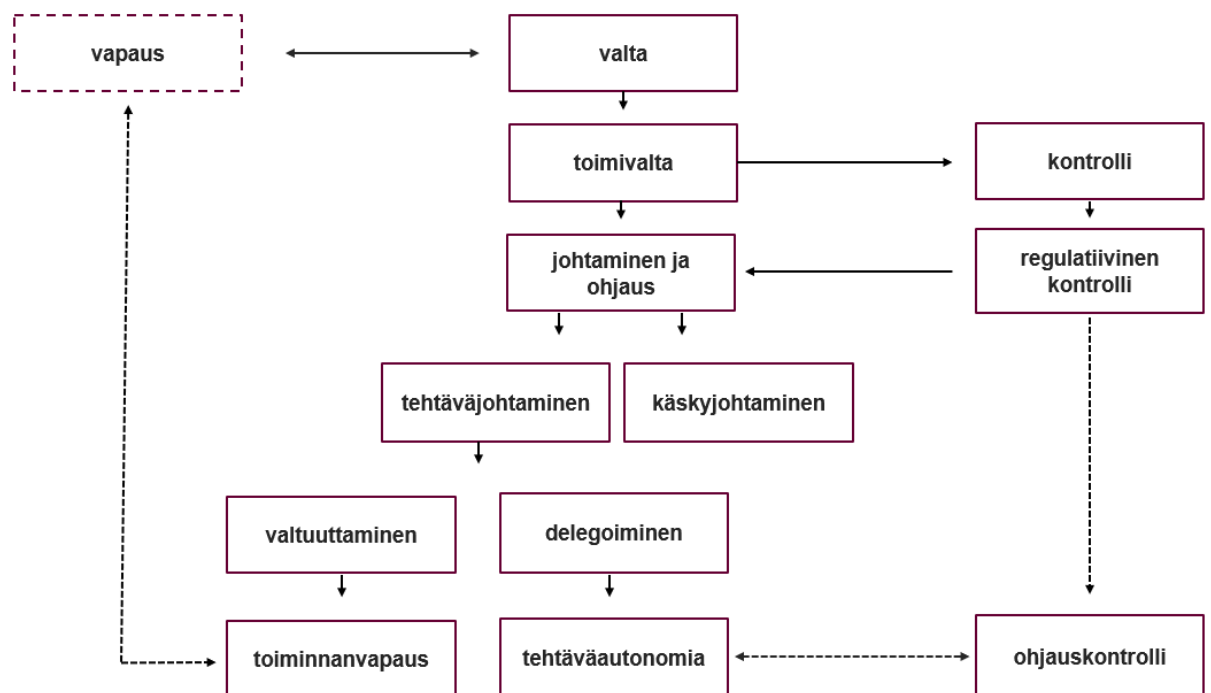 vapaus
valta
toimivalta
kontrolli
johtaminen ja
ohjaus
regulatiivinen
kontrolli
tehtäväjohtaminen
käskyjohtaminen
valtuuttaminen
delegoiminen
toiminnanvapaus
tehtäväautonomia
ohjauskontrolli